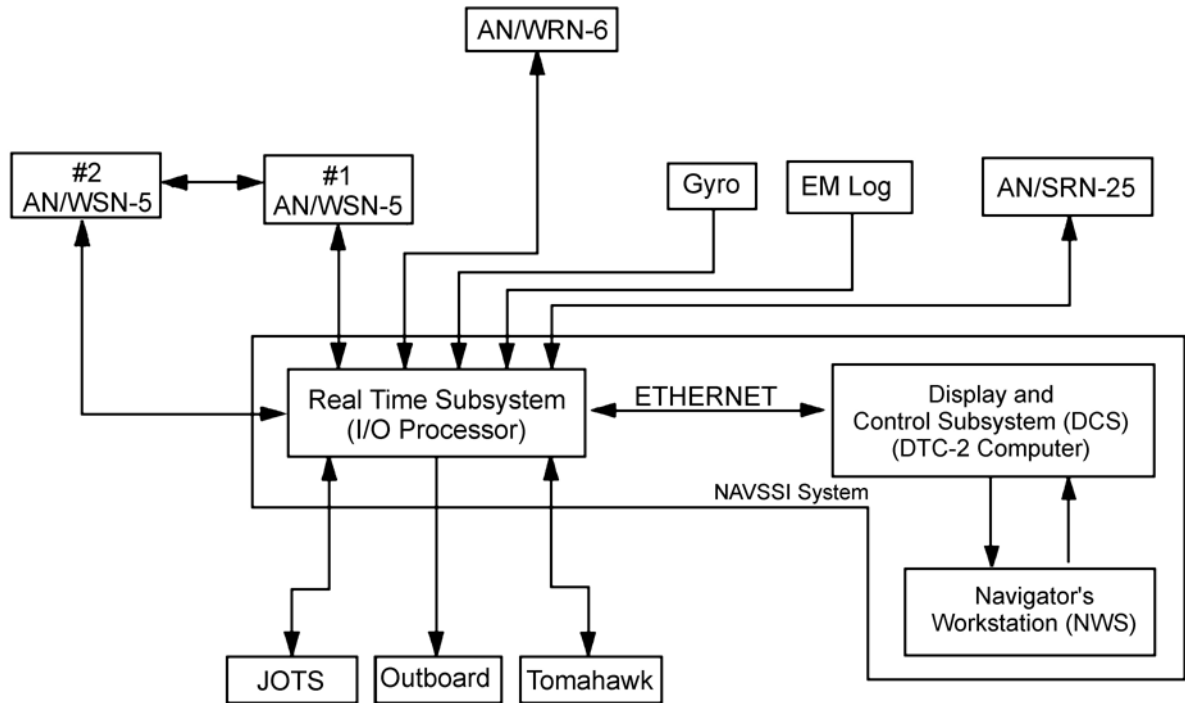 AN/WRN-6
#2
AN/WSN-5
#1
AN/WSN-5
Gyro
EM Log
AN/SRN-25
Real Time Subsystem
(I/O Processor)
ETHERNET
Display and
Control Subsystem (DCS)
(DTC-2 Computer)
NAVSSI System
Navigator's
Workstation (NWS)
JOTS
Outboard
Tomahawk